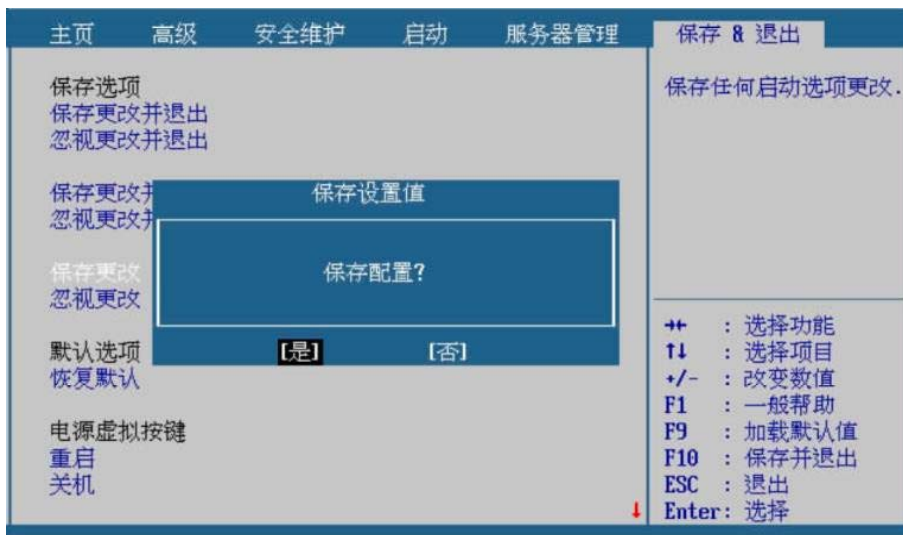 主页 高级 安全维护 启动 服务器管理 保存 & 退出
保存选项
保存更改并退出
忽视更改并退出
保存更改并
忽视更改并
保存更改
忽视更改
默认选项
恢复默认
电源虚拟按键
重启
关机
保存设置值
保存配置?
[是] [否]
保存任何启动选项更改.
→← : 选择功能
↑↓ : 选择项目
+/- : 改变数值
F1 : 一般帮助
F9 : 加载默认值
F10 : 保存并退出
ESC : 退出
Enter: 选择